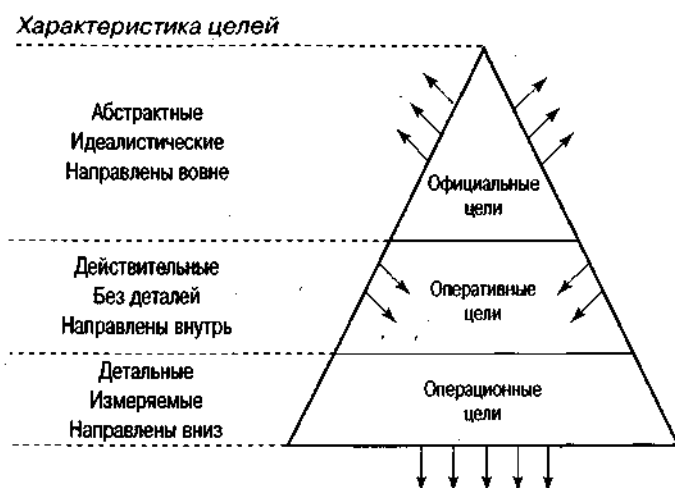 Характеристика целей
Абстрактные
Идеалистические
Направлены вовне
Официальные
цели
Действительные
Без деталей
Направлены внутрь
Оперативные
цели
Детальные
Измеряемые
Направлены вниз
Операционные
цели